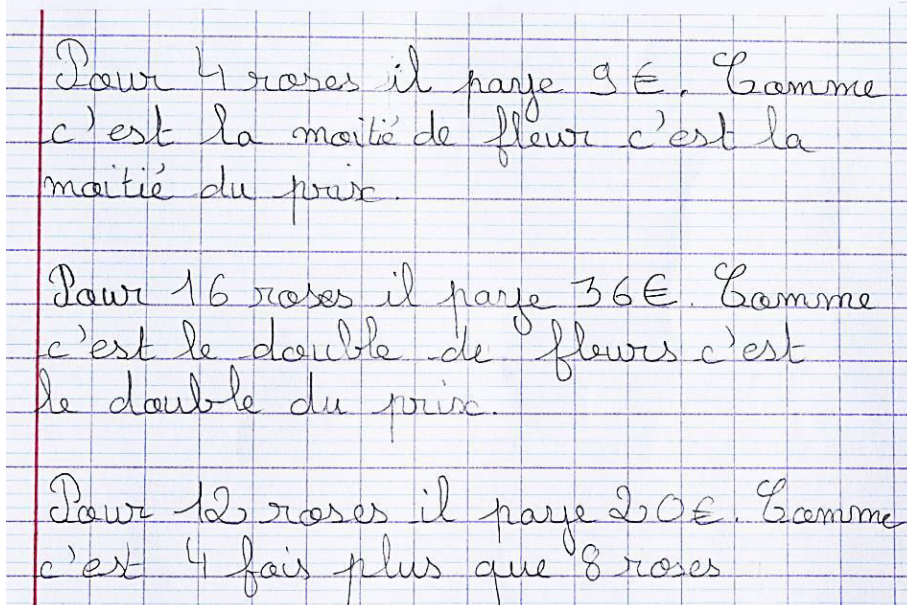 Pour 4 roses il paye 9 €. Comme
c'est la moitié de fleur c'est la
moitié du prix.
Pour 16 roses il paye 36€. Comme
c'est le double de fleurs c'est
le double du prix.
Pour 12 roses il paye 20€. Comme
c'est 4 fois plus que 8 roses